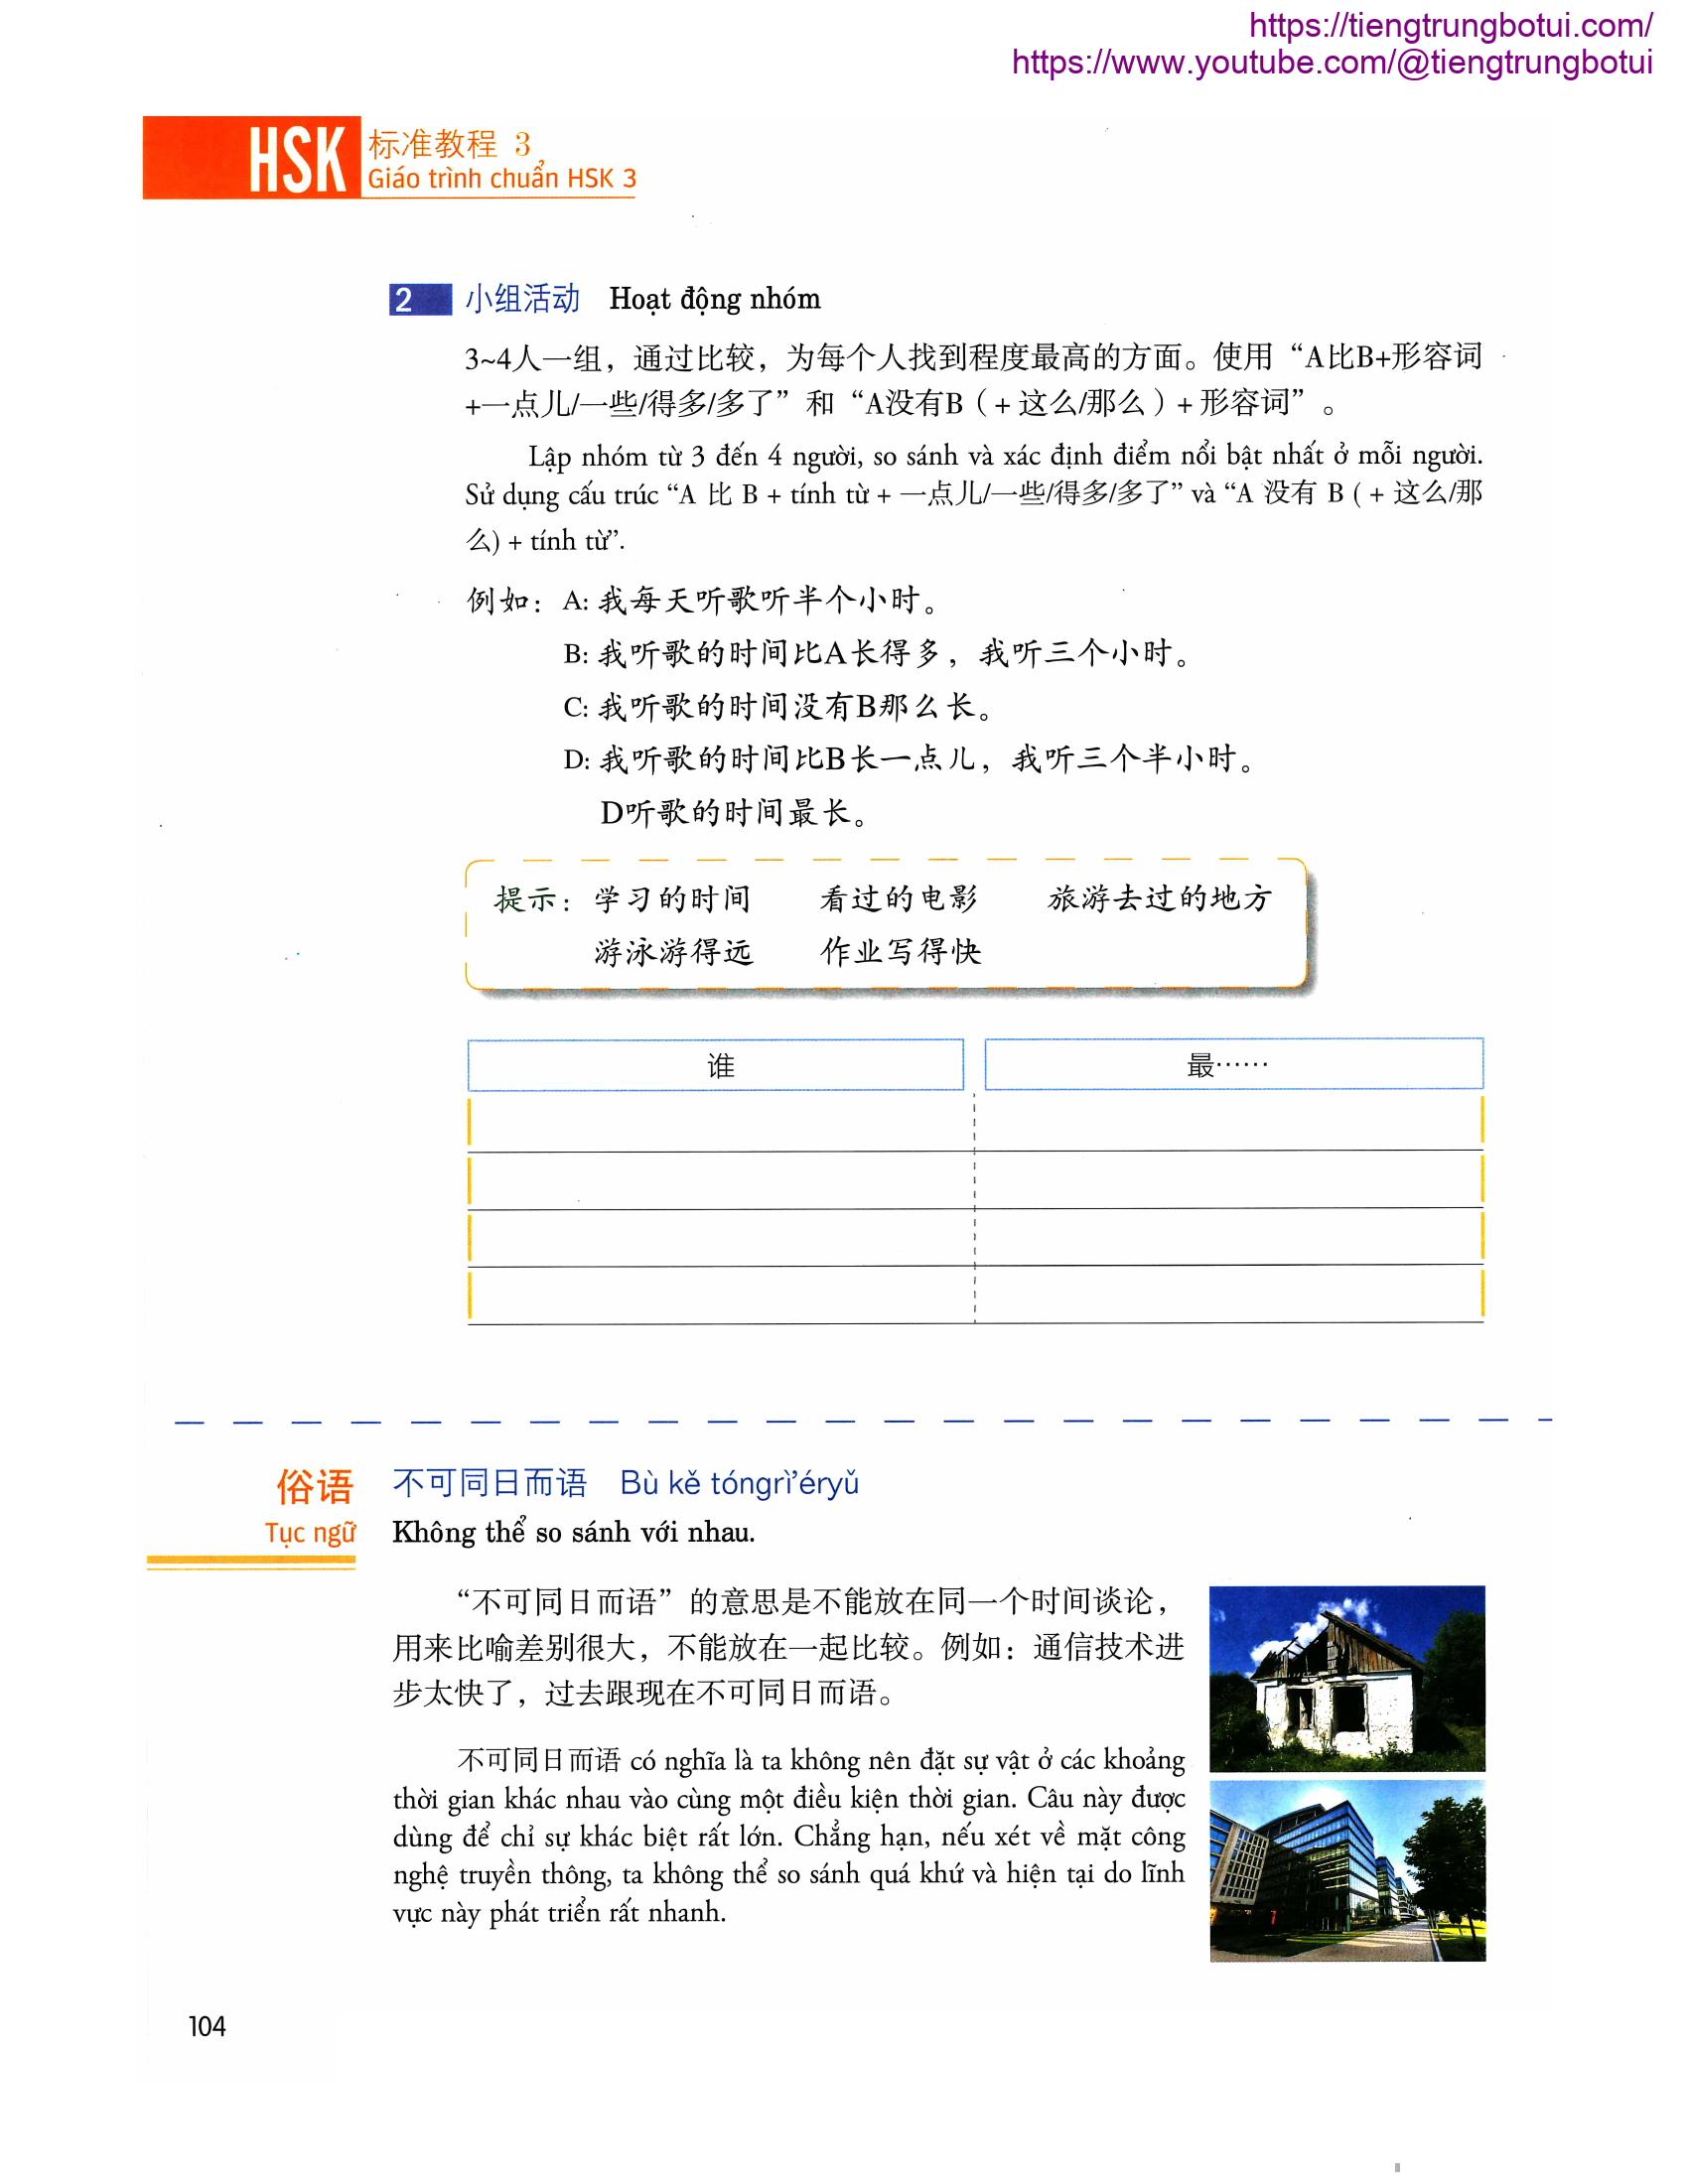 https://tiengtrungbotui.com/
https://www.youtube.com/@tiengtrungbotui
HSK 标准教程 3
Giáo trình chuẩn HSK 3
2 小组活动 Hoạt động nhóm
3~4人一组，通过比较，为每个人找到程度最高的方面。使用“A比B+形容词
+一点儿/一些/得多/多了”和“A没有B（+这么/那么）+形容词”。
Lập nhóm từ 3 đến 4 người, so sánh và xác định điểm nổi bật nhất ở mỗi người.
Sử dụng cấu trúc “A 比 B + tính từ + 一点儿/一些/得多/多了” và “A 没有 B ( + 这么/那
么) + tính từ”.
例如：A: 我每天听歌听半个小时。
B: 我听歌的时间比A长得多，我听三个小时。
C: 我听歌的时间没有B那么长。
D: 我听歌的时间比B长一点儿，我听三个半小时。
D听歌的时间最长。
提示：学习的时间 看过的电影 旅游去过的地方
游泳游得远 作业写得快
谁 最……
俗语 不可同日而语 Bù kě tóngrì’éryǔ
Tục ngữ Không thể so sánh với nhau.
“不可同日而语”的意思是不能放在同一个时间谈论，
用来比喻差别很大，不能放在一起比较。例如：通信技术进
步太快了，过去跟现在不可同日而语。
不可同日而语 có nghĩa là ta không nên đặt sự vật ở các khoảng
thời gian khác nhau vào cùng một điều kiện thời gian. Câu này được
dùng để chỉ sự khác biệt rất lớn. Chẳng hạn, nếu xét về mặt công
nghệ truyền thông, ta không thể so sánh quá khứ và hiện tại do lĩnh
vực này phát triển rất nhanh.
104